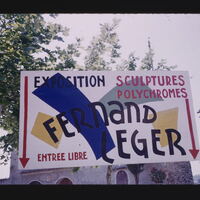 EXPOSITION SCULPTURES
POLYCHROMES
FERNAND
LEGER
ENTREE LIBRE